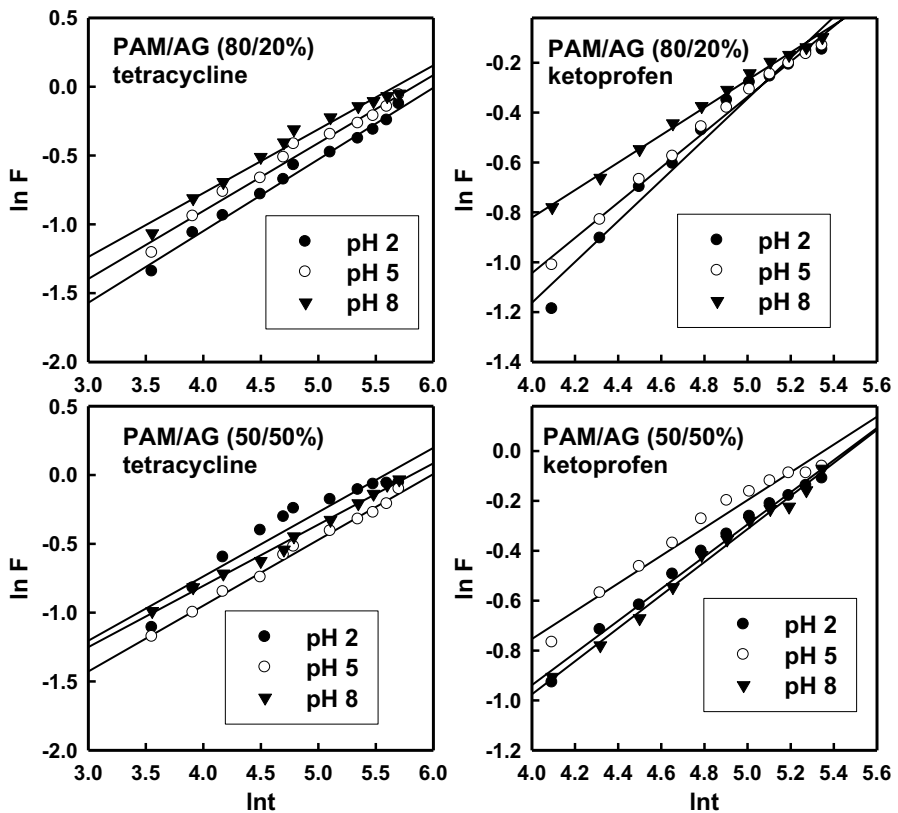 0.5
0.0
-0.5
-1.0
-1.5
-2.0
ln F
PAM/AG (80/20%)
tetracycline
pH 2
pH 5
pH 8
3.0 3.5 4.0 4.5 5.0 5.5 6.0
-0.2
-0.4
-0.6
-0.8
-1.0
-1.2
-1.4
ln F
PAM/AG (80/20%)
ketoprofen
pH 2
pH 5
pH 8
4.0 4.2 4.4 4.6 4.8 5.0 5.2 5.4 5.6
0.5
0.0
-0.5
-1.0
-1.5
-2.0
ln F
PAM/AG (50/50%)
tetracycline
pH 2
pH 5
pH 8
3.0 3.5 4.0 4.5 5.0 5.5 6.0
lnt
0.0
-0.2
-0.4
-0.6
-0.8
-1.0
-1.2
ln F
PAM/AG (50/50%)
ketoprofen
pH 2
pH 5
pH 8
4.0 4.2 4.4 4.6 4.8 5.0 5.2 5.4 5.6
lnt